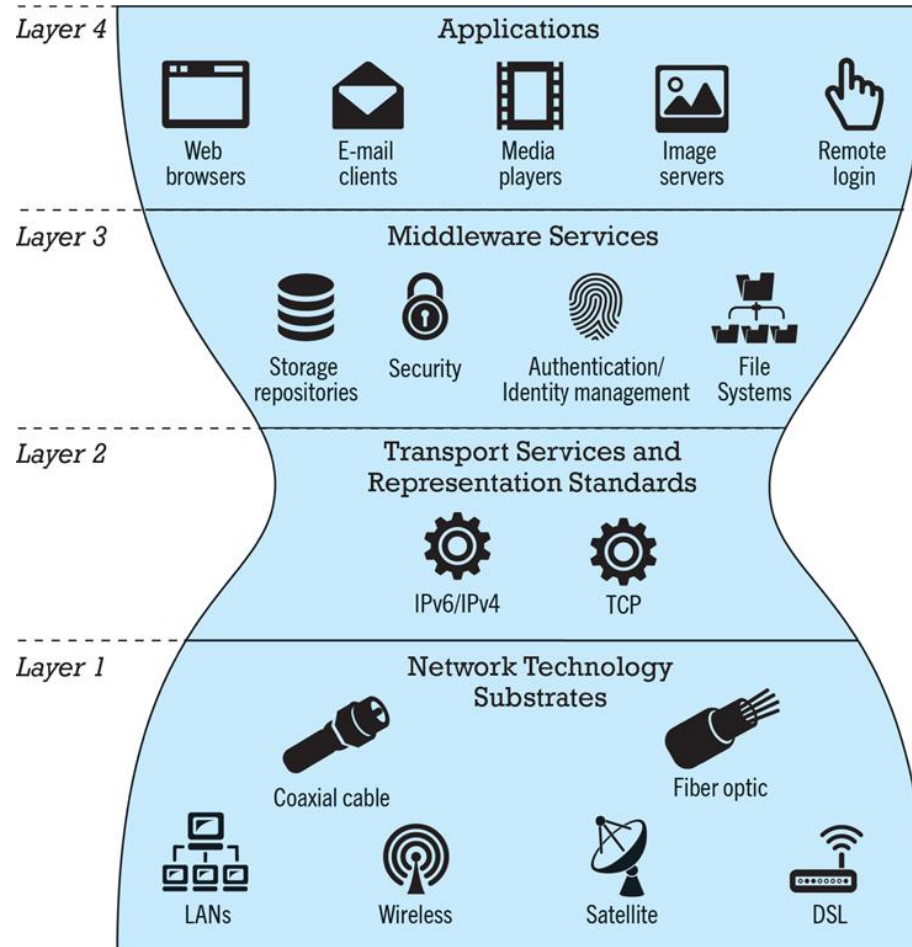 Layer 4
Applications
Web
browsers
E-mail
clients
Media
players
Image
servers
Remote
login
Layer 3
Middleware Services
Storage
repositories
Security
Authentication/
Identity management
File
Systems
Layer 2
Transport Services and
Representation Standards
IPv6/IPv4
TCP
Layer 1
Network Technology
Substrates
Coaxial cable
Fiber optic
LANs
Wireless
Satellite
DSL